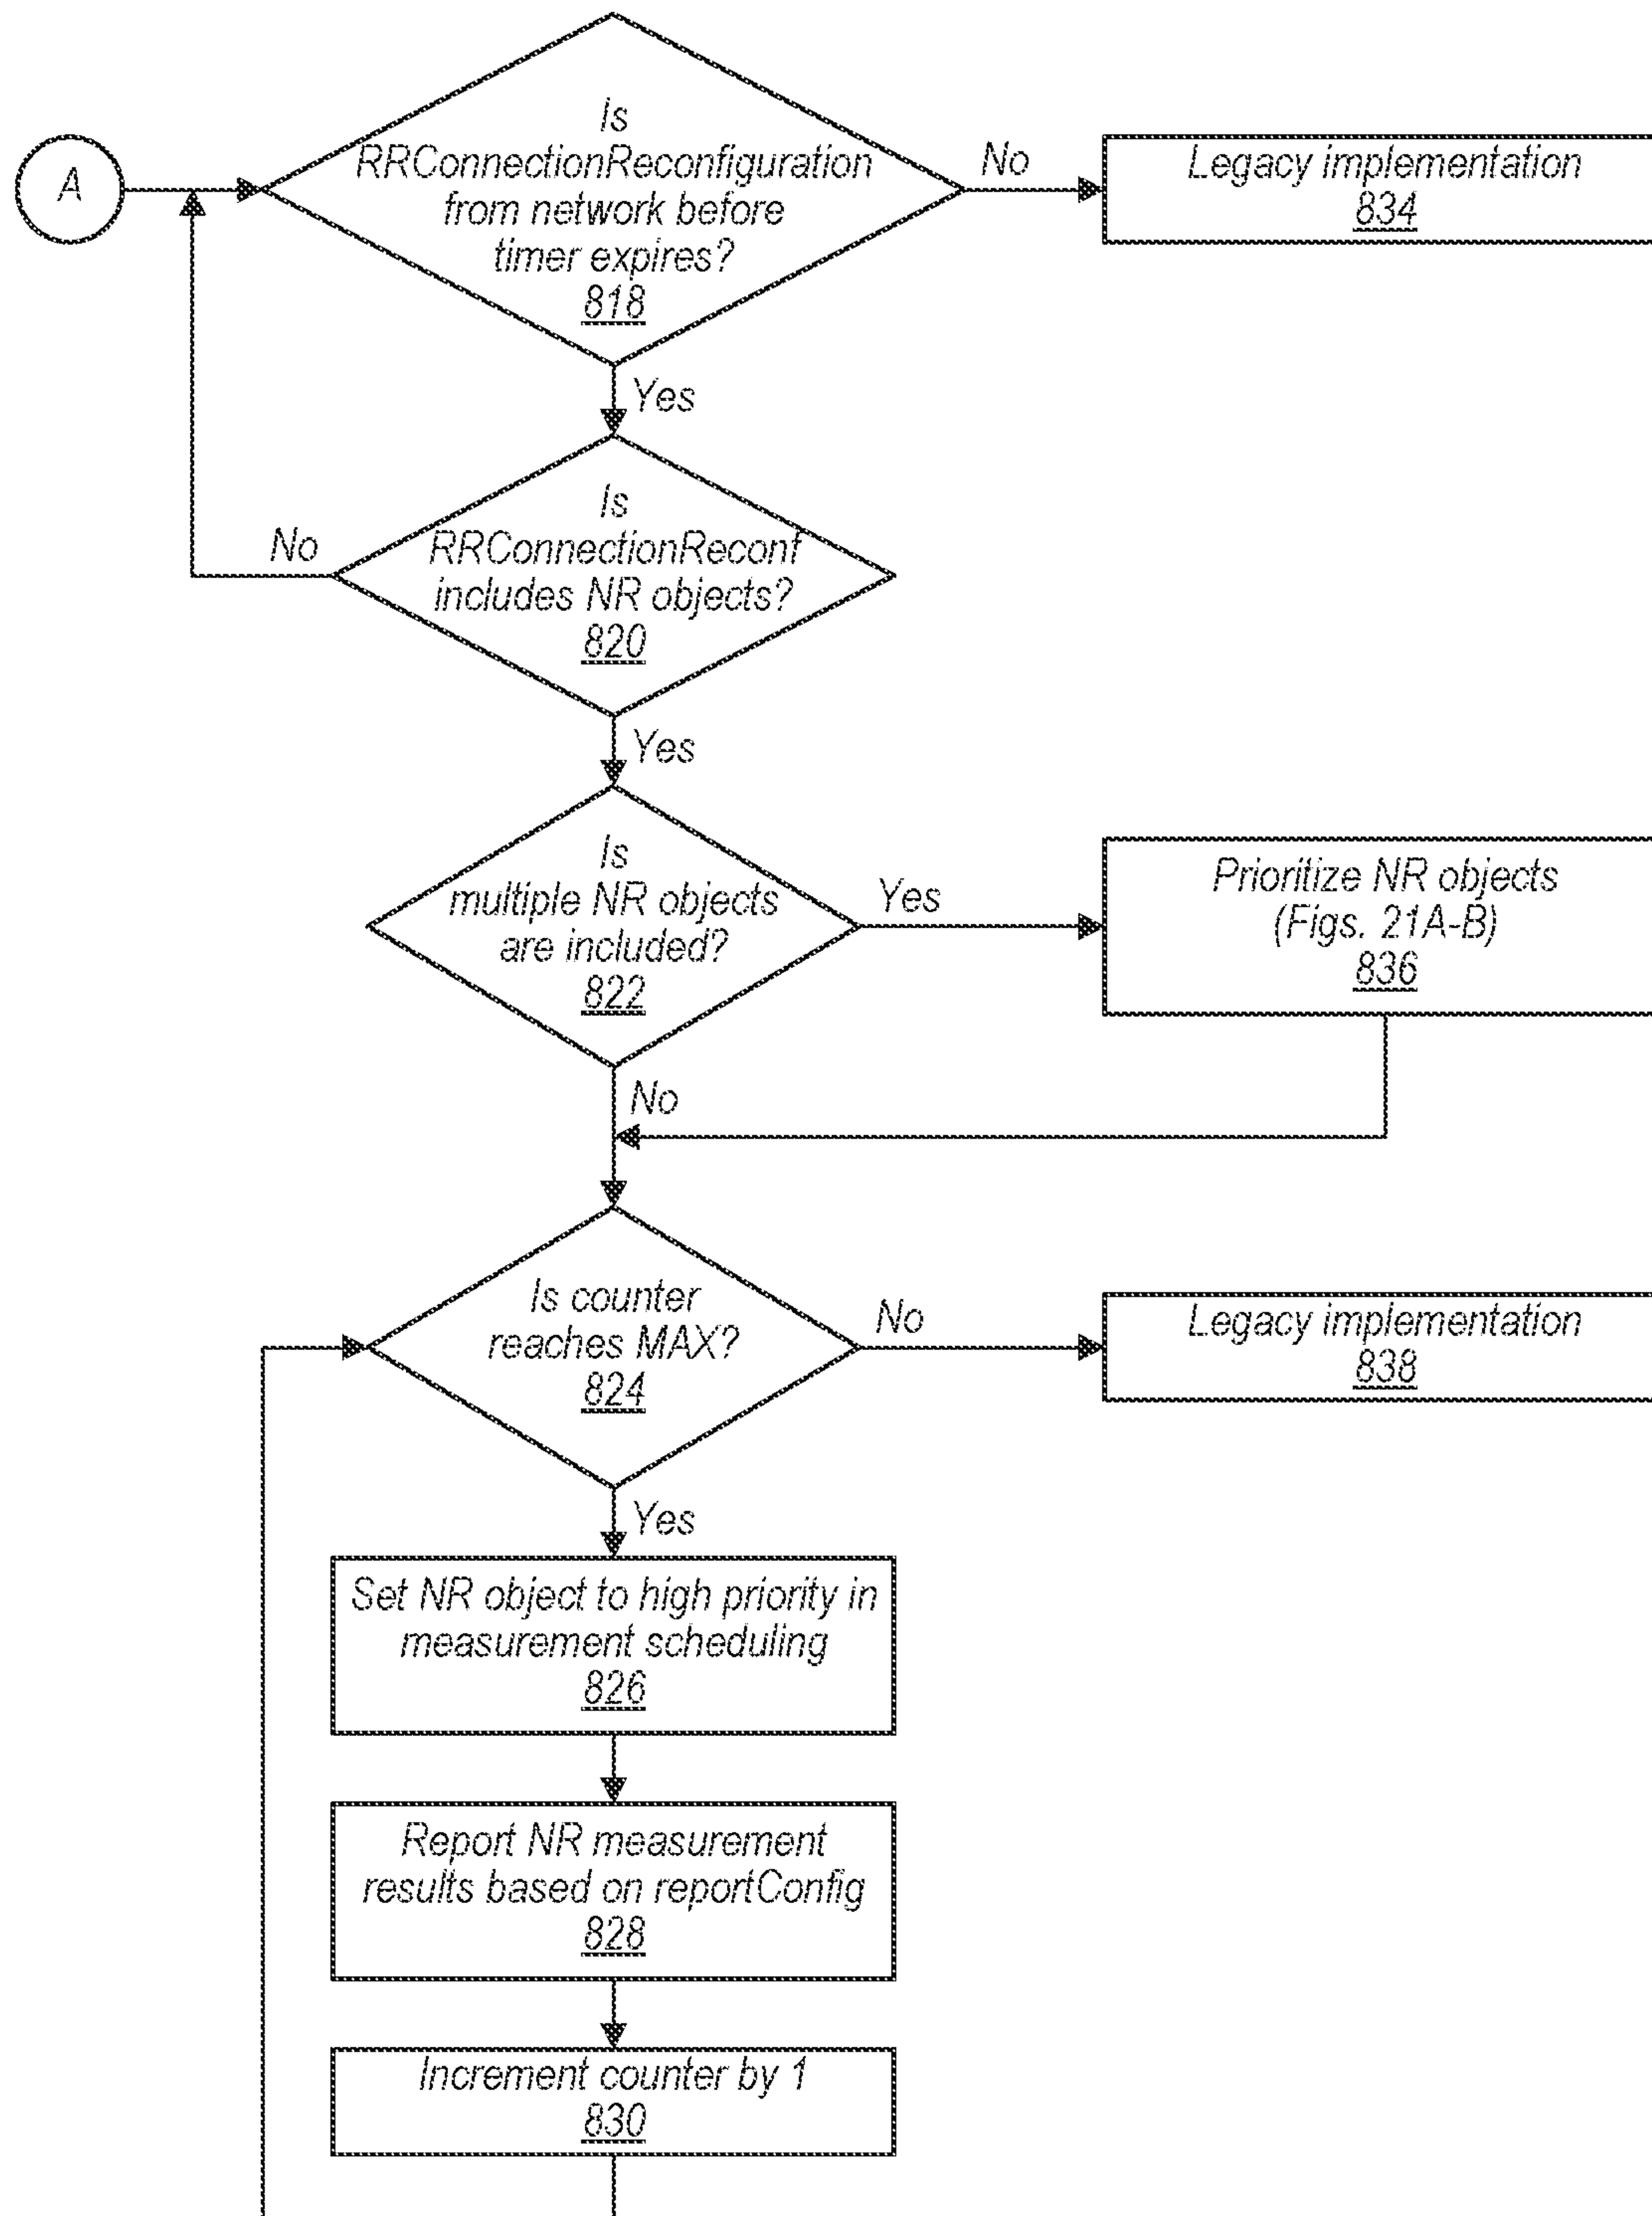 A
Is
RRConnectionReconfiguration
from network before
timer expires?
818
No
Legacy implementation
834
Yes
Is
RRConnectionReconf
includes NR objects?
820
No
Yes
Is
multiple NR objects
are included?
822
Yes
Prioritize NR objects
(Figs. 21A-B)
836
No
Is counter
reaches MAX?
824
No
Legacy implementation
838
Yes
Set NR object to high priority in
measurement scheduling
826
Report NR measurement
results based on reportConfig
828
Increment counter by 1
830